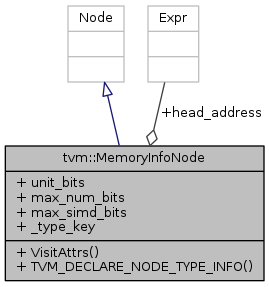 Node
Expr
+head_address
tvm::MemoryInfoNode
+ unit_bits
+ max_num_bits
+ max_simd_bits
+ _type_key
+ VisitAttrs()
+ TVM_DECLARE_NODE_TYPE_INFO()